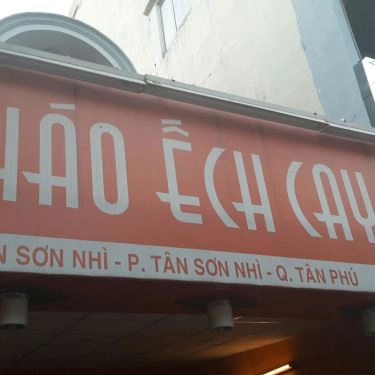 HÁO ẾCH CAY
N SƠN NHÌ - P. TÂN SƠN NHÌ - Q. TÂN PHÚ